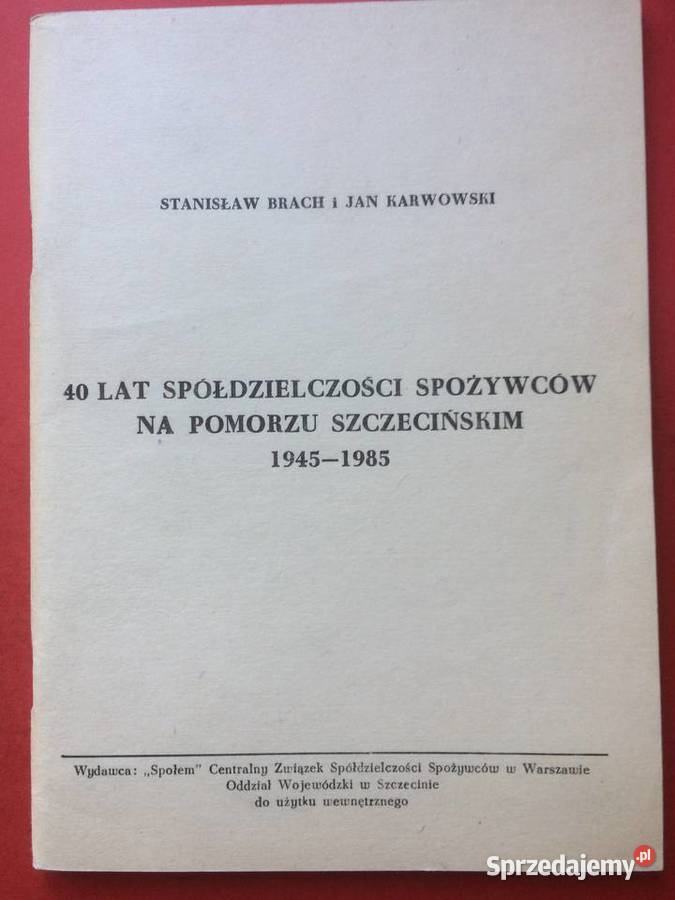 STANISŁAW BRACH i JAN KARWOWSKI
40 LAT SPÓŁDZIELCZOŚCI SPOŻYWCÓW
NA POMORZU SZCZECIŃSKIM
1945—1985
Wydawca: „Społem” Centralny Związek Spółdzielczości Spożywców w Warszawie
Oddział Wojewódzki w Szczecinie
do użytku wewnętrznego
Sprzedajemy.pl